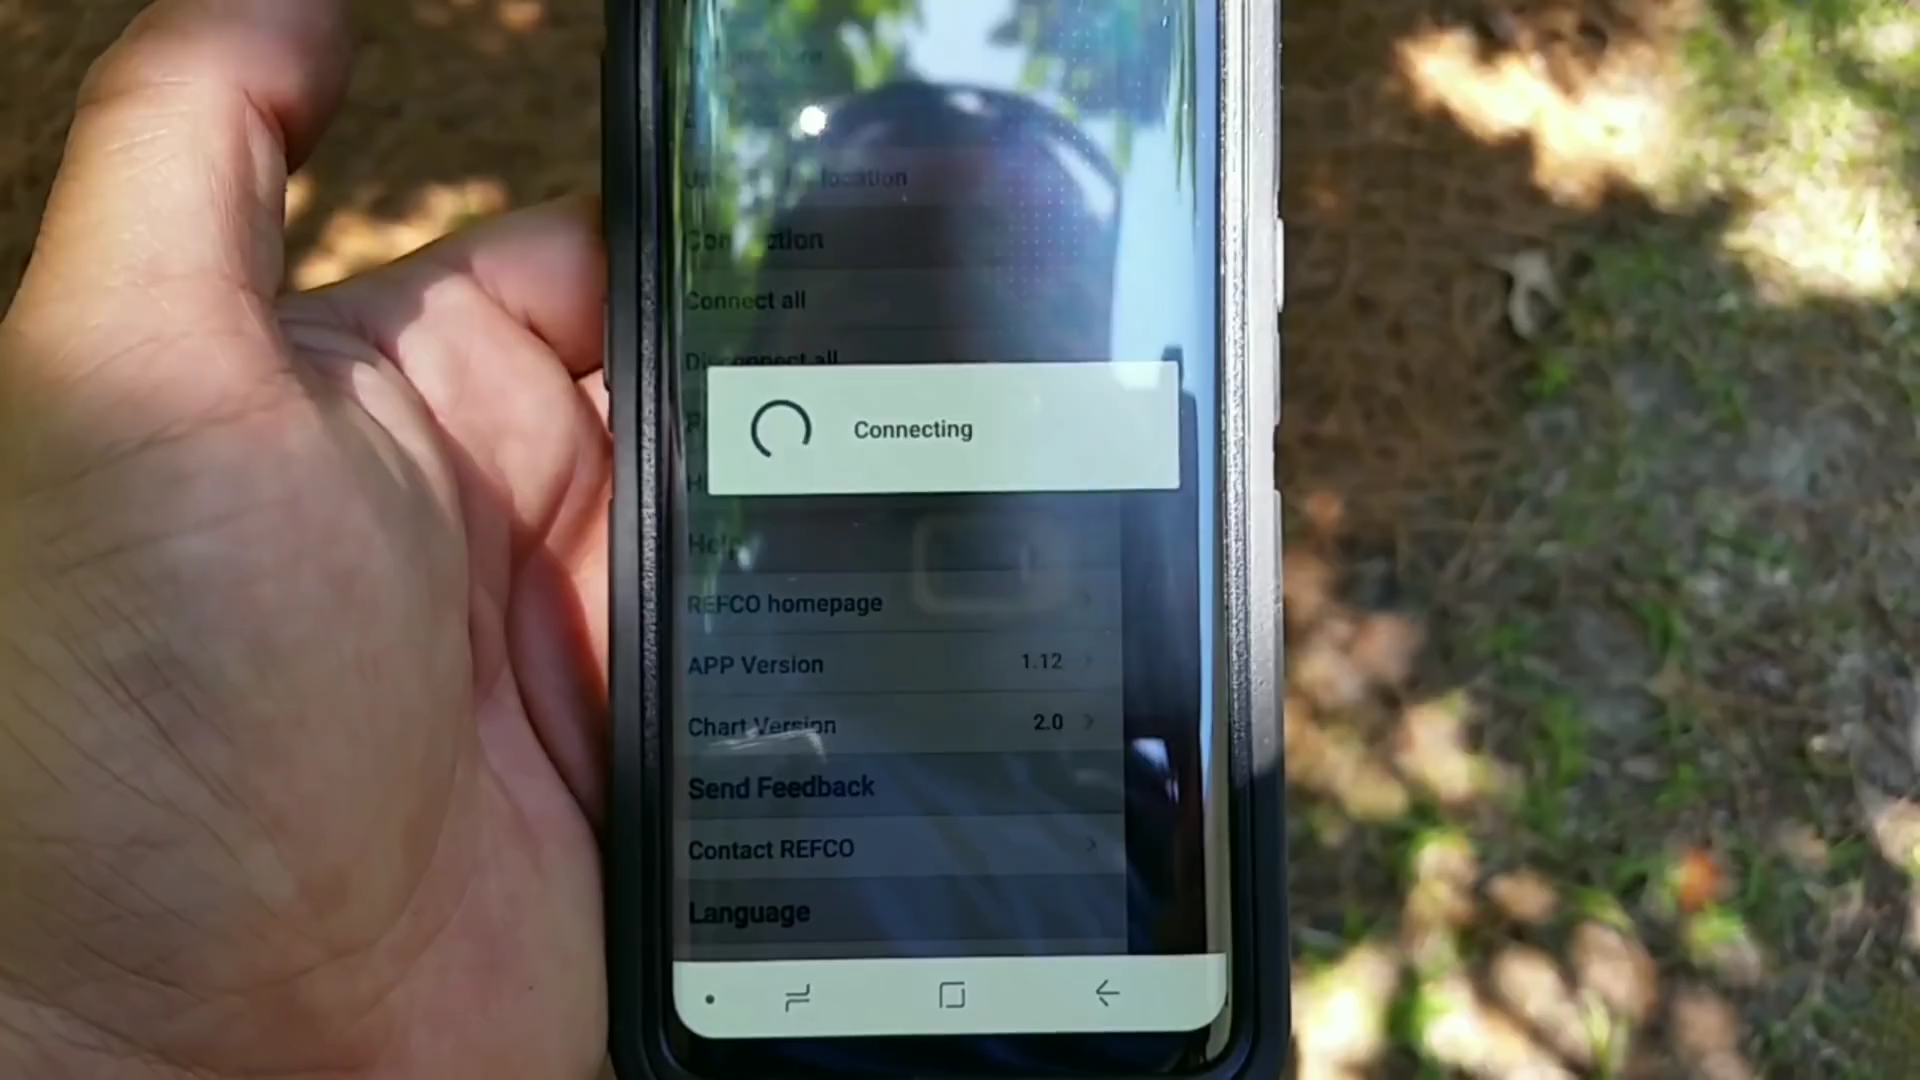 location
Connection
Connect all
Disconnect all
Connecting
Help
REFCO homepage
APP Version 1.12
Chart Version 2.0
Send Feedback
Contact REFCO
Language